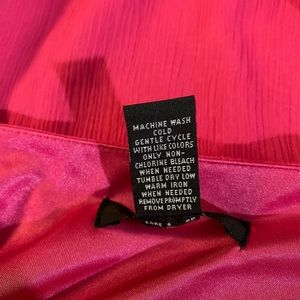 MACHINE WASH
COLD
GENTLE CYCLE
WITH LIKE COLORS
ONLY NON-
CHLORINE BLEACH
WHEN NEEDED
TUMBLE DRY LOW
WARM IRON
WHEN NEEDED
REMOVE PROMPTLY
FROM DRYER